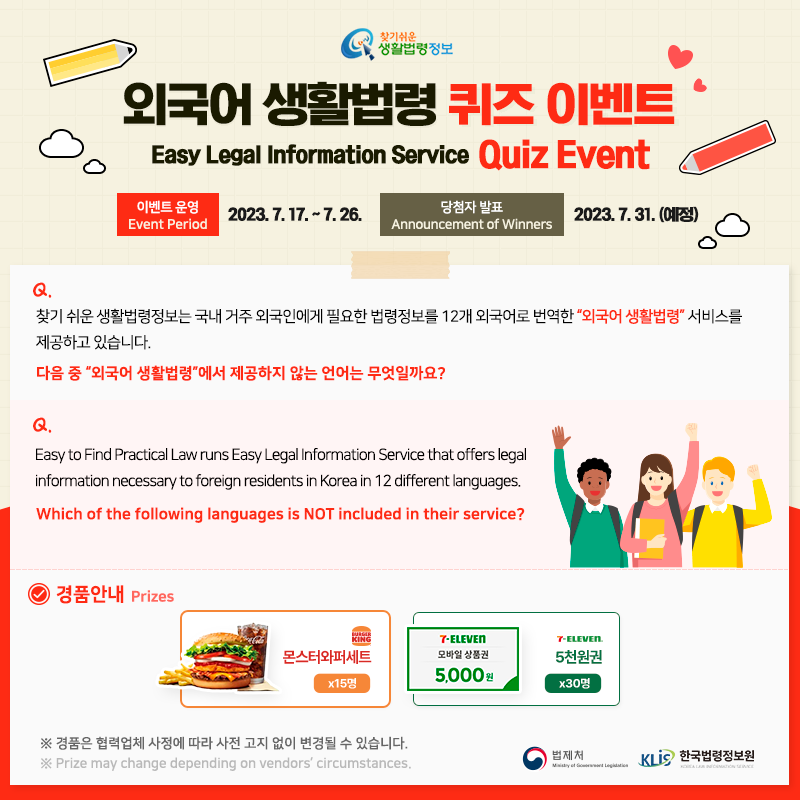 찾기쉬운
생활법령정보
외국어 생활법령 퀴즈 이벤트
Easy Legal Information Service Quiz Event
이벤트 운영
Event Period
2023. 7. 17. ~ 7. 26.
당첨자 발표
Announcement of Winners
2023. 7. 31. (예정)
Q.
찾기 쉬운 생활법령정보는 국내 거주 외국인에게 필요한 법령정보를 12개 외국어로 번역한 “외국어 생활법령” 서비스를
제공하고 있습니다.
다음 중 “외국어 생활법령”에서 제공하지 않는 언어는 무엇일까요?
Q.
Easy to Find Practical Law runs Easy Legal Information Service that offers legal
information necessary to foreign residents in Korea in 12 different languages.
Which of the following languages is NOT included in their service?
경품안내 Prizes
BURGER
KING
몬스터와퍼세트
x15명
7-ELEVEN
모바일 상품권
5,000원
7-ELEVEN.
5천원권
x30명
※ 경품은 협력업체 사정에 따라 사전 고지 없이 변경될 수 있습니다.
※ Prize may change depending on vendors’ circumstances.
법제처
Ministry of Government Legislation
KLIS
한국법령정보원
KOREA LAW INFORMATION SERVICE